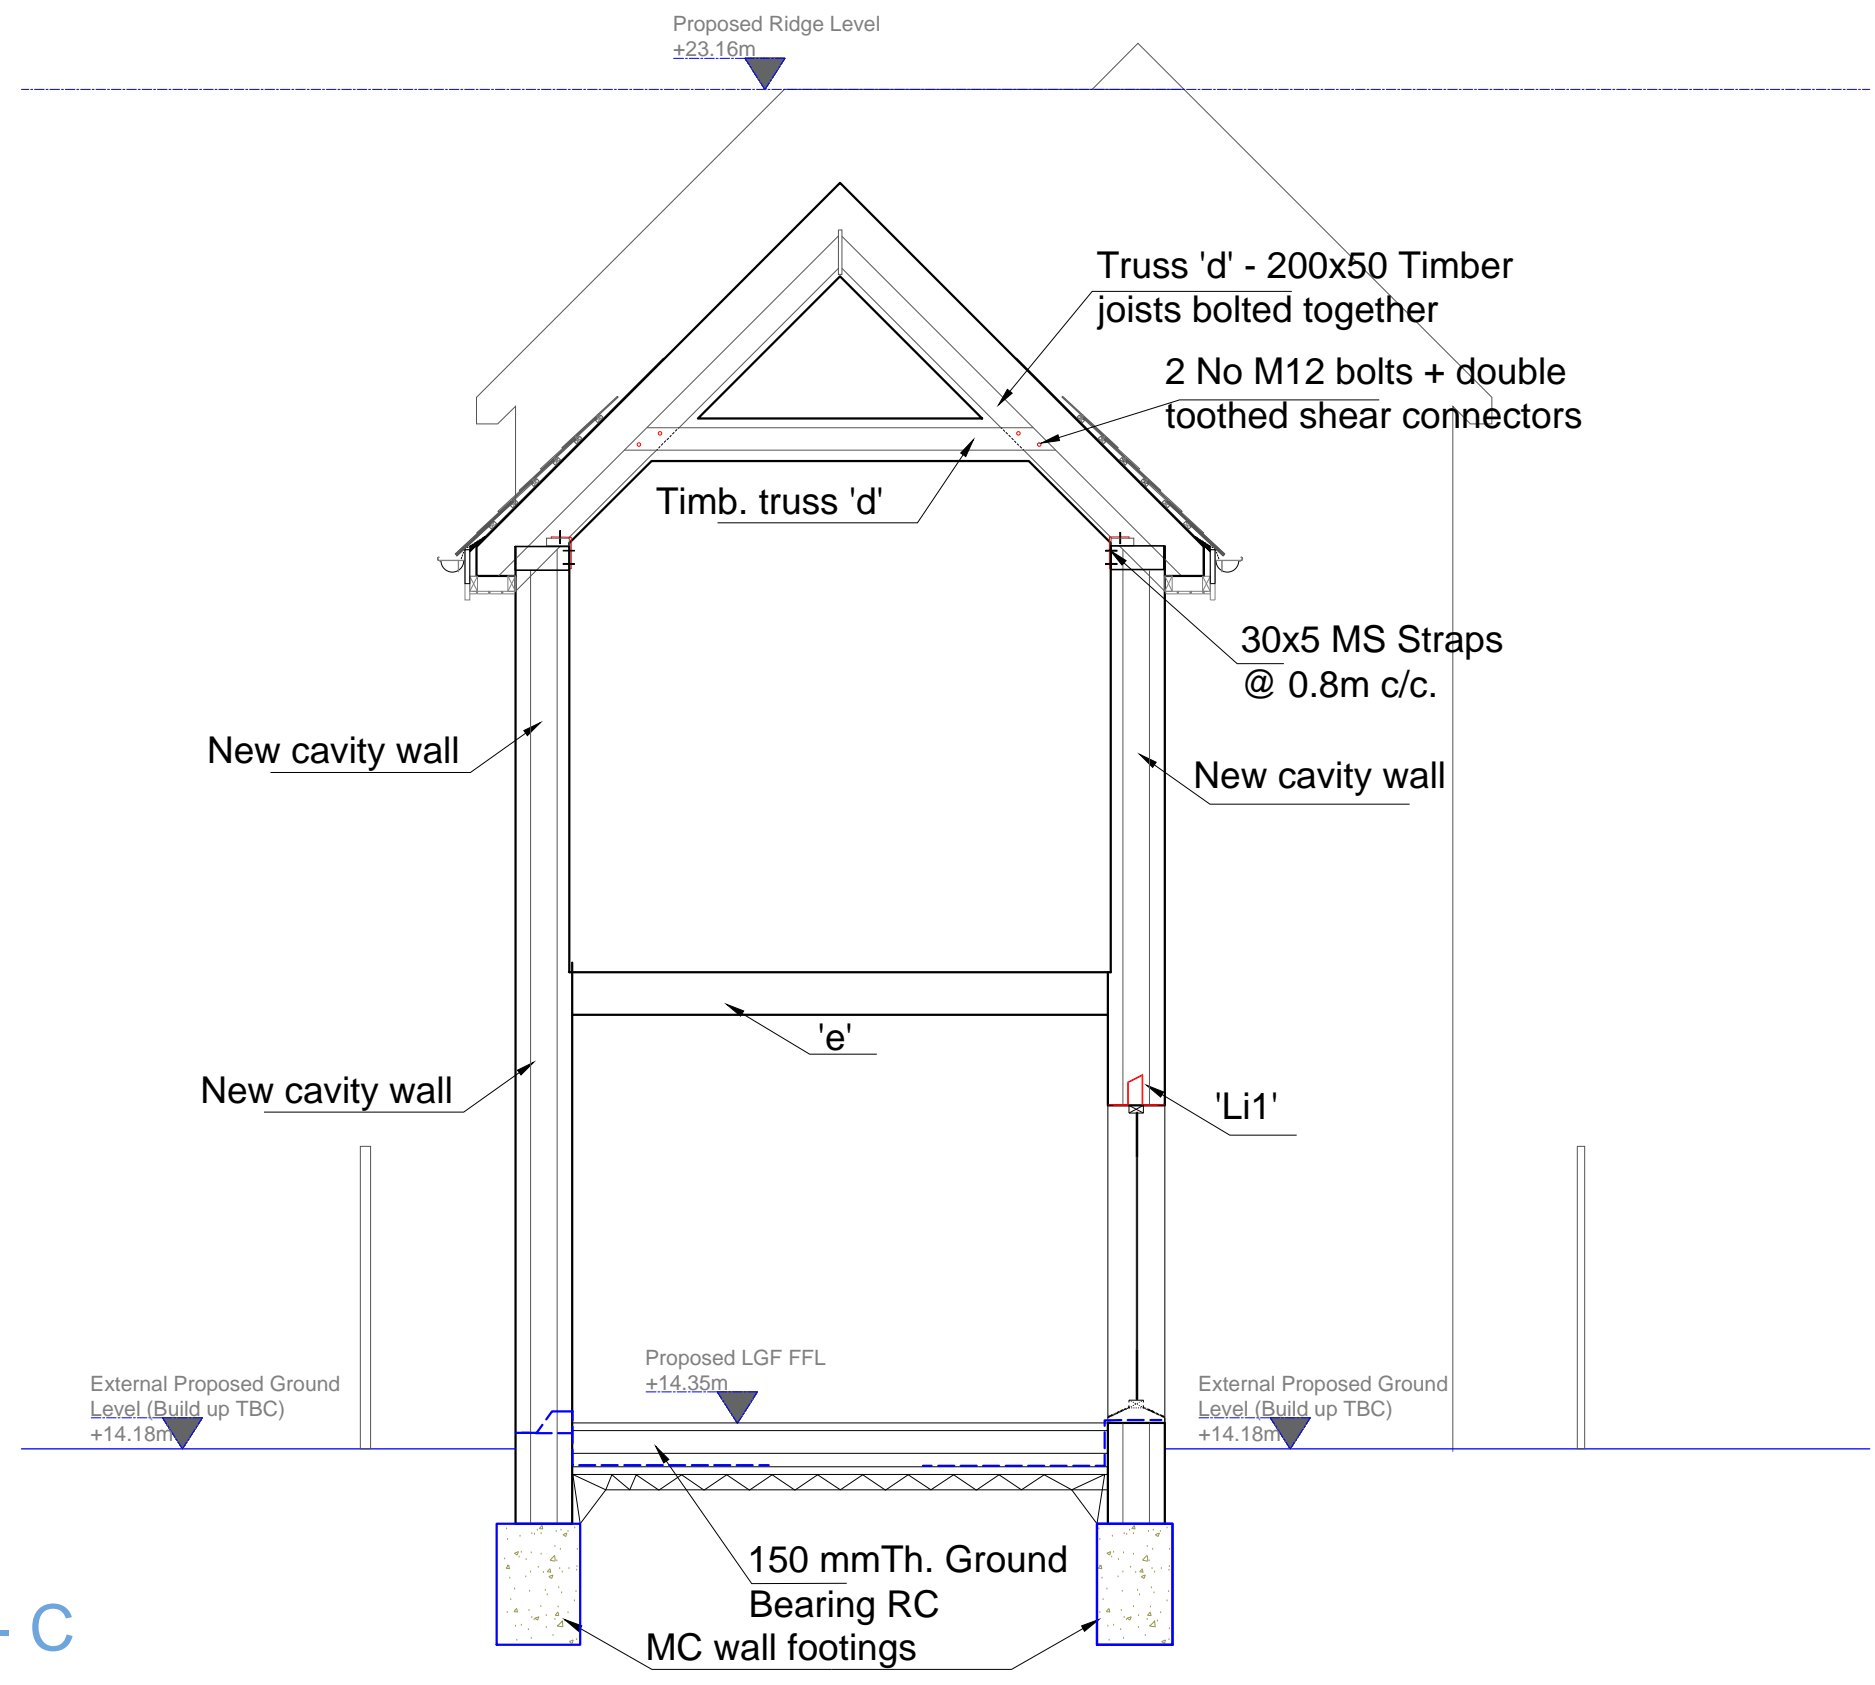 Proposed Ridge Level
+23.16m
Truss 'd' - 200x50 Timber
joists bolted together
2 No M12 bolts + double
toothed shear connectors
Timb. truss 'd'
30x5 MS Straps
@ 0.8m c/c.
New cavity wall
New cavity wall
'e'
New cavity wall
'Li1'
Proposed LGF FFL
+14.35m
External Proposed Ground
Level (Build up TBC)
+14.18m
External Proposed Ground
Level (Build up TBC)
+14.18m
150 mmTh. Ground
Bearing RC
MC wall footings
- C